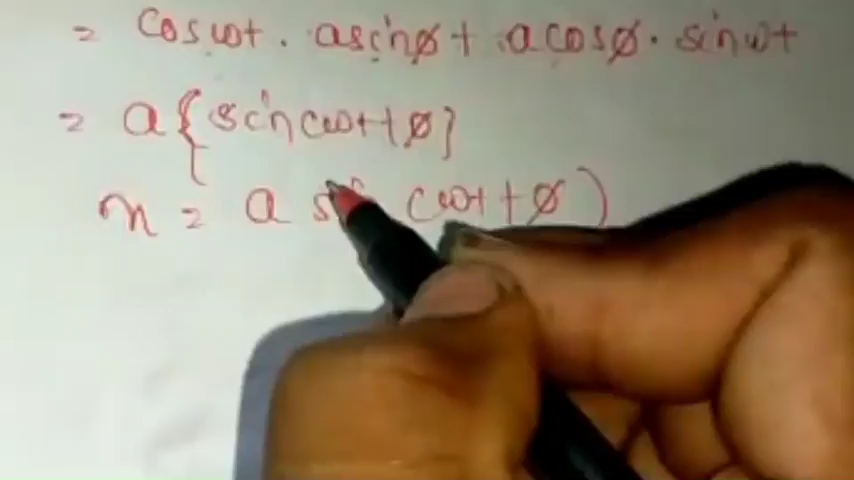 = cos ωt . a sin ø + a cos ø . sin ωt
= a { sin (ωt + ø }
x = a sin (ωt + ø )